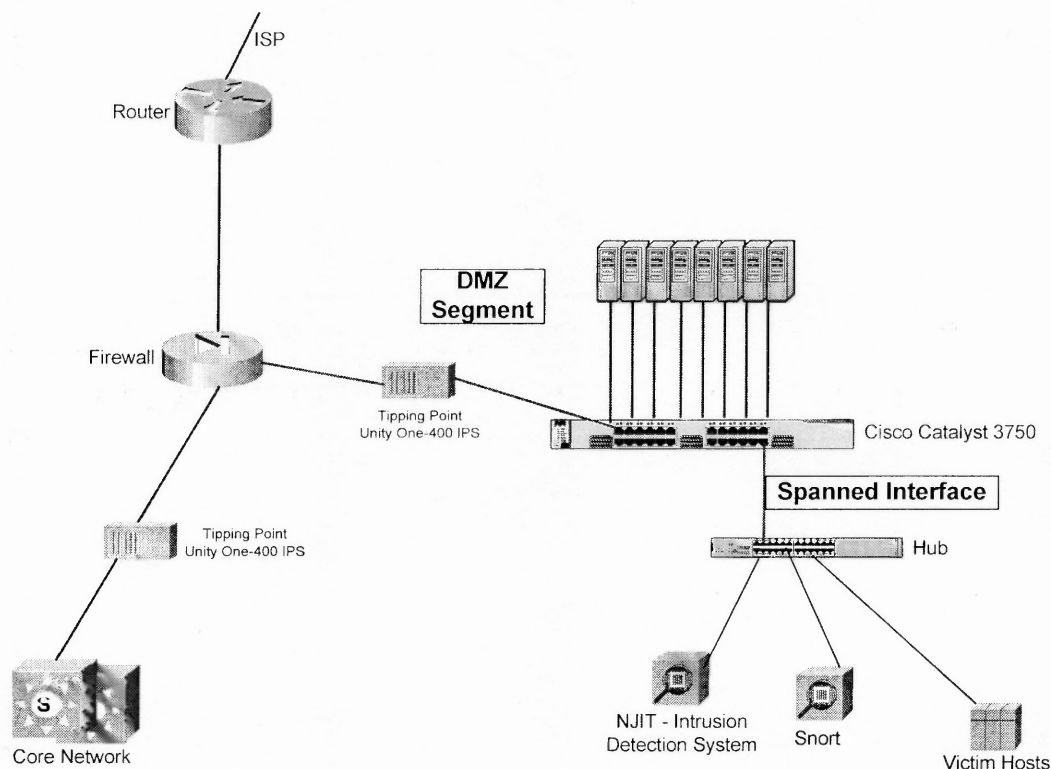 ISP
Router
DMZ
Segment
Firewall
Tipping Point
Unity One-400 IPS
Cisco Catalyst 3750
Spanned Interface
Tipping Point
Unity One-400 IPS
Hub
S
NJIT - Intrusion
Detection System
Snort
Core Network
Victim Hosts